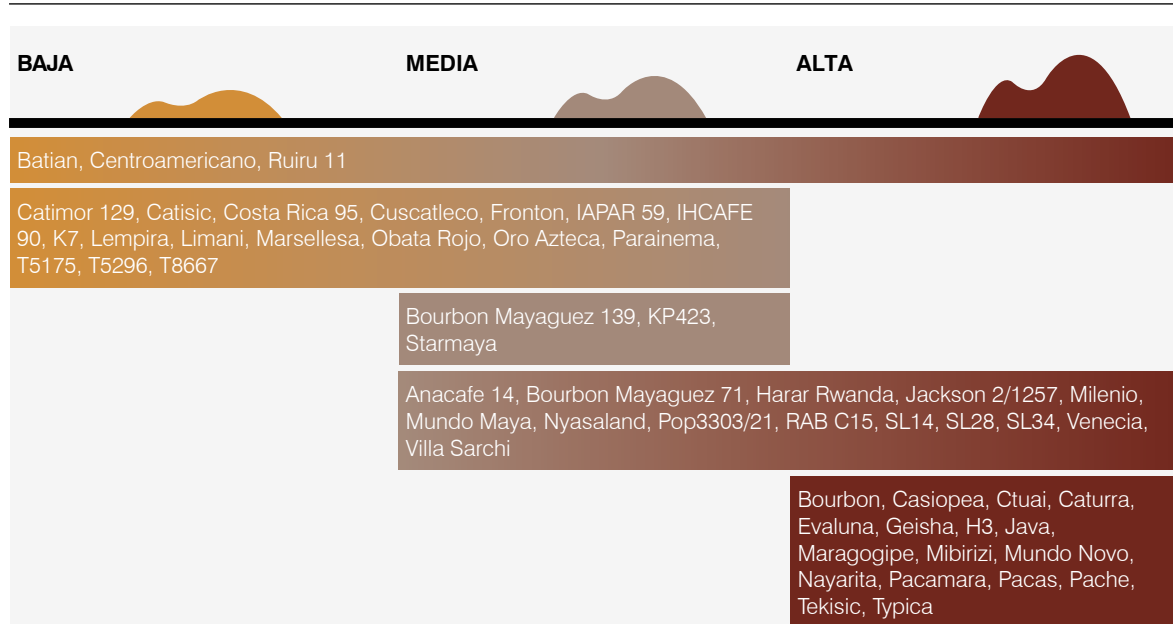 BAJA
MEDIA
ALTA
Batian, Centroamericano, Ruiru 11
Catimor 129, Catisic, Costa Rica 95, Cuscatleco, Fronton, IAPAR 59, IHCAFE
90, K7, Lempira, Limani, Marsellesa, Obata Rojo, Oro Azteca, Parainema,
T5175, T5296, T8667
Bourbon Mayaguez 139, KP423,
Starmaya
Anacafe 14, Bourbon Mayaguez 71, Harar Rwanda, Jackson 2/1257, Milenio,
Mundo Maya, Nyasaland, Pop3303/21, RAB C15, SL14, SL28, SL34, Venecia,
Villa Sarchi
Bourbon, Casiopea, Ctuai, Caturra,
Evaluna, Geisha, H3, Java,
Maragogipe, Mibirizi, Mundo Novo,
Nayarita, Pacamara, Pacas, Pache,
Tekisic, Typica